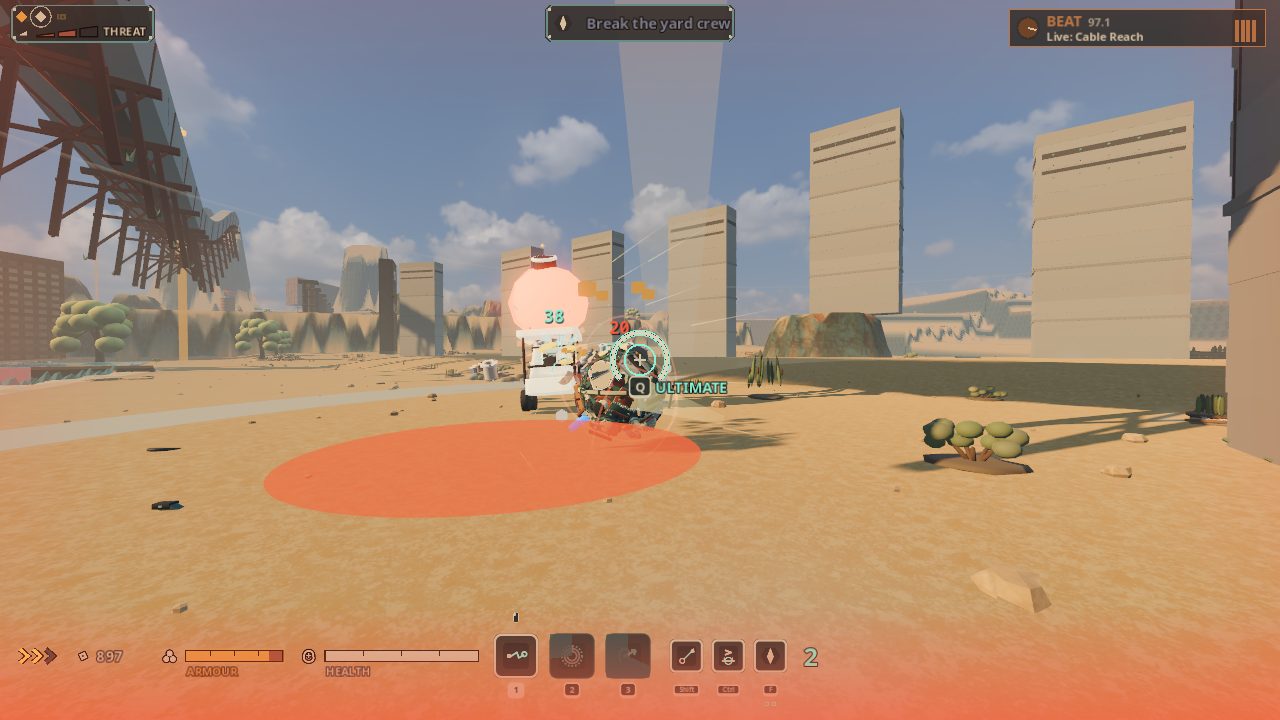 THREAT
Break the yard crew
BEAT 97.1
Live: Cable Reach
38
20
Q ULTIMATE
897
ARMOUR
HEALTH
2
1
2
3
Shift
Ctrl
F